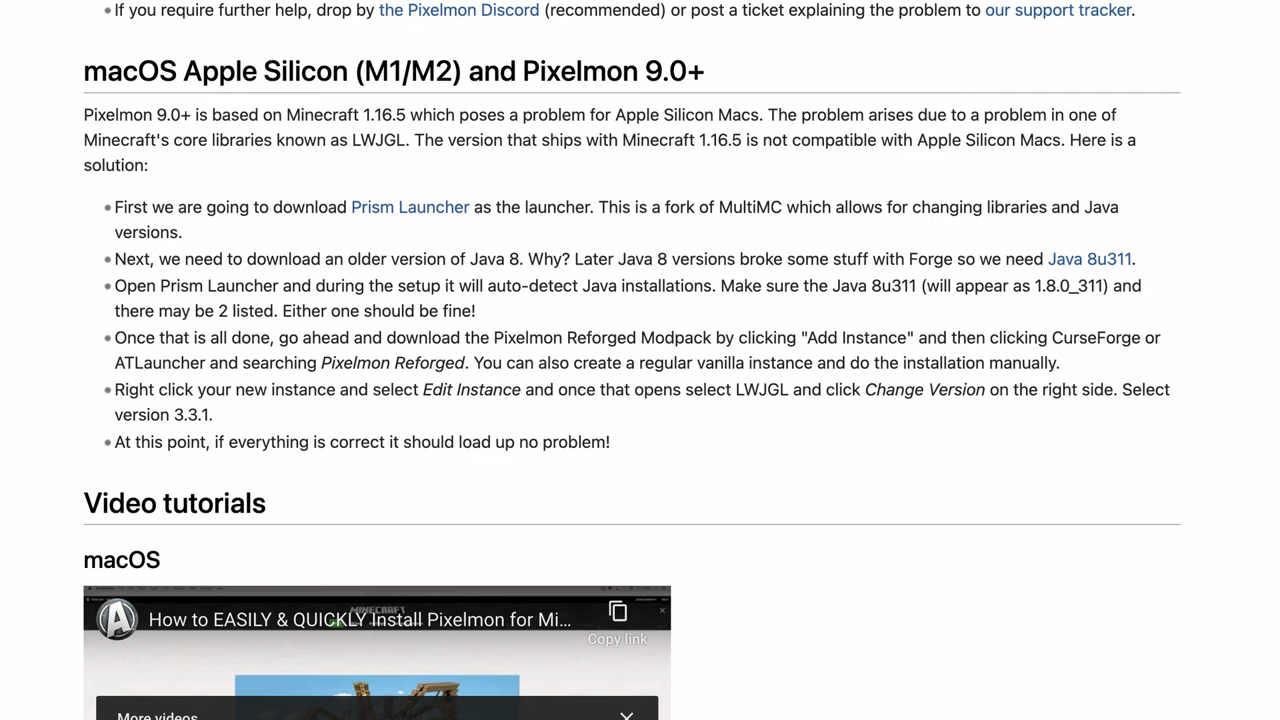 • If you require further help, drop by the Pixelmon Discord (recommended) or post a ticket explaining the problem to our support tracker.
macOS Apple Silicon (M1/M2) and Pixelmon 9.0+
Pixelmon 9.0+ is based on Minecraft 1.16.5 which poses a problem for Apple Silicon Macs. The problem arises due to a problem in one of
Minecraft's core libraries known as LWJGL. The version that ships with Minecraft 1.16.5 is not compatible with Apple Silicon Macs. Here is a
solution:
• First we are going to download Prism Launcher as the launcher. This is a fork of MultiMC which allows for changing libraries and Java
versions.
• Next, we need to download an older version of Java 8. Why? Later Java 8 versions broke some stuff with Forge so we need Java 8u311.
• Open Prism Launcher and during the setup it will auto-detect Java installations. Make sure the Java 8u311 (will appear as 1.8.0_311) and
there may be 2 listed. Either one should be fine!
• Once that is all done, go ahead and download the Pixelmon Reforged Modpack by clicking "Add Instance" and then clicking CurseForge or
ATLauncher and searching Pixelmon Reforged. You can also create a regular vanilla instance and do the installation manually.
• Right click your new instance and select Edit Instance and once that opens select LWJGL and click Change Version on the right side. Select
version 3.3.1.
• At this point, if everything is correct it should load up no problem!
Video tutorials
macOS
MINECRAFT
How to EASILY & QUICKLY Install Pixelmon for Mi...
Copy link
More videos